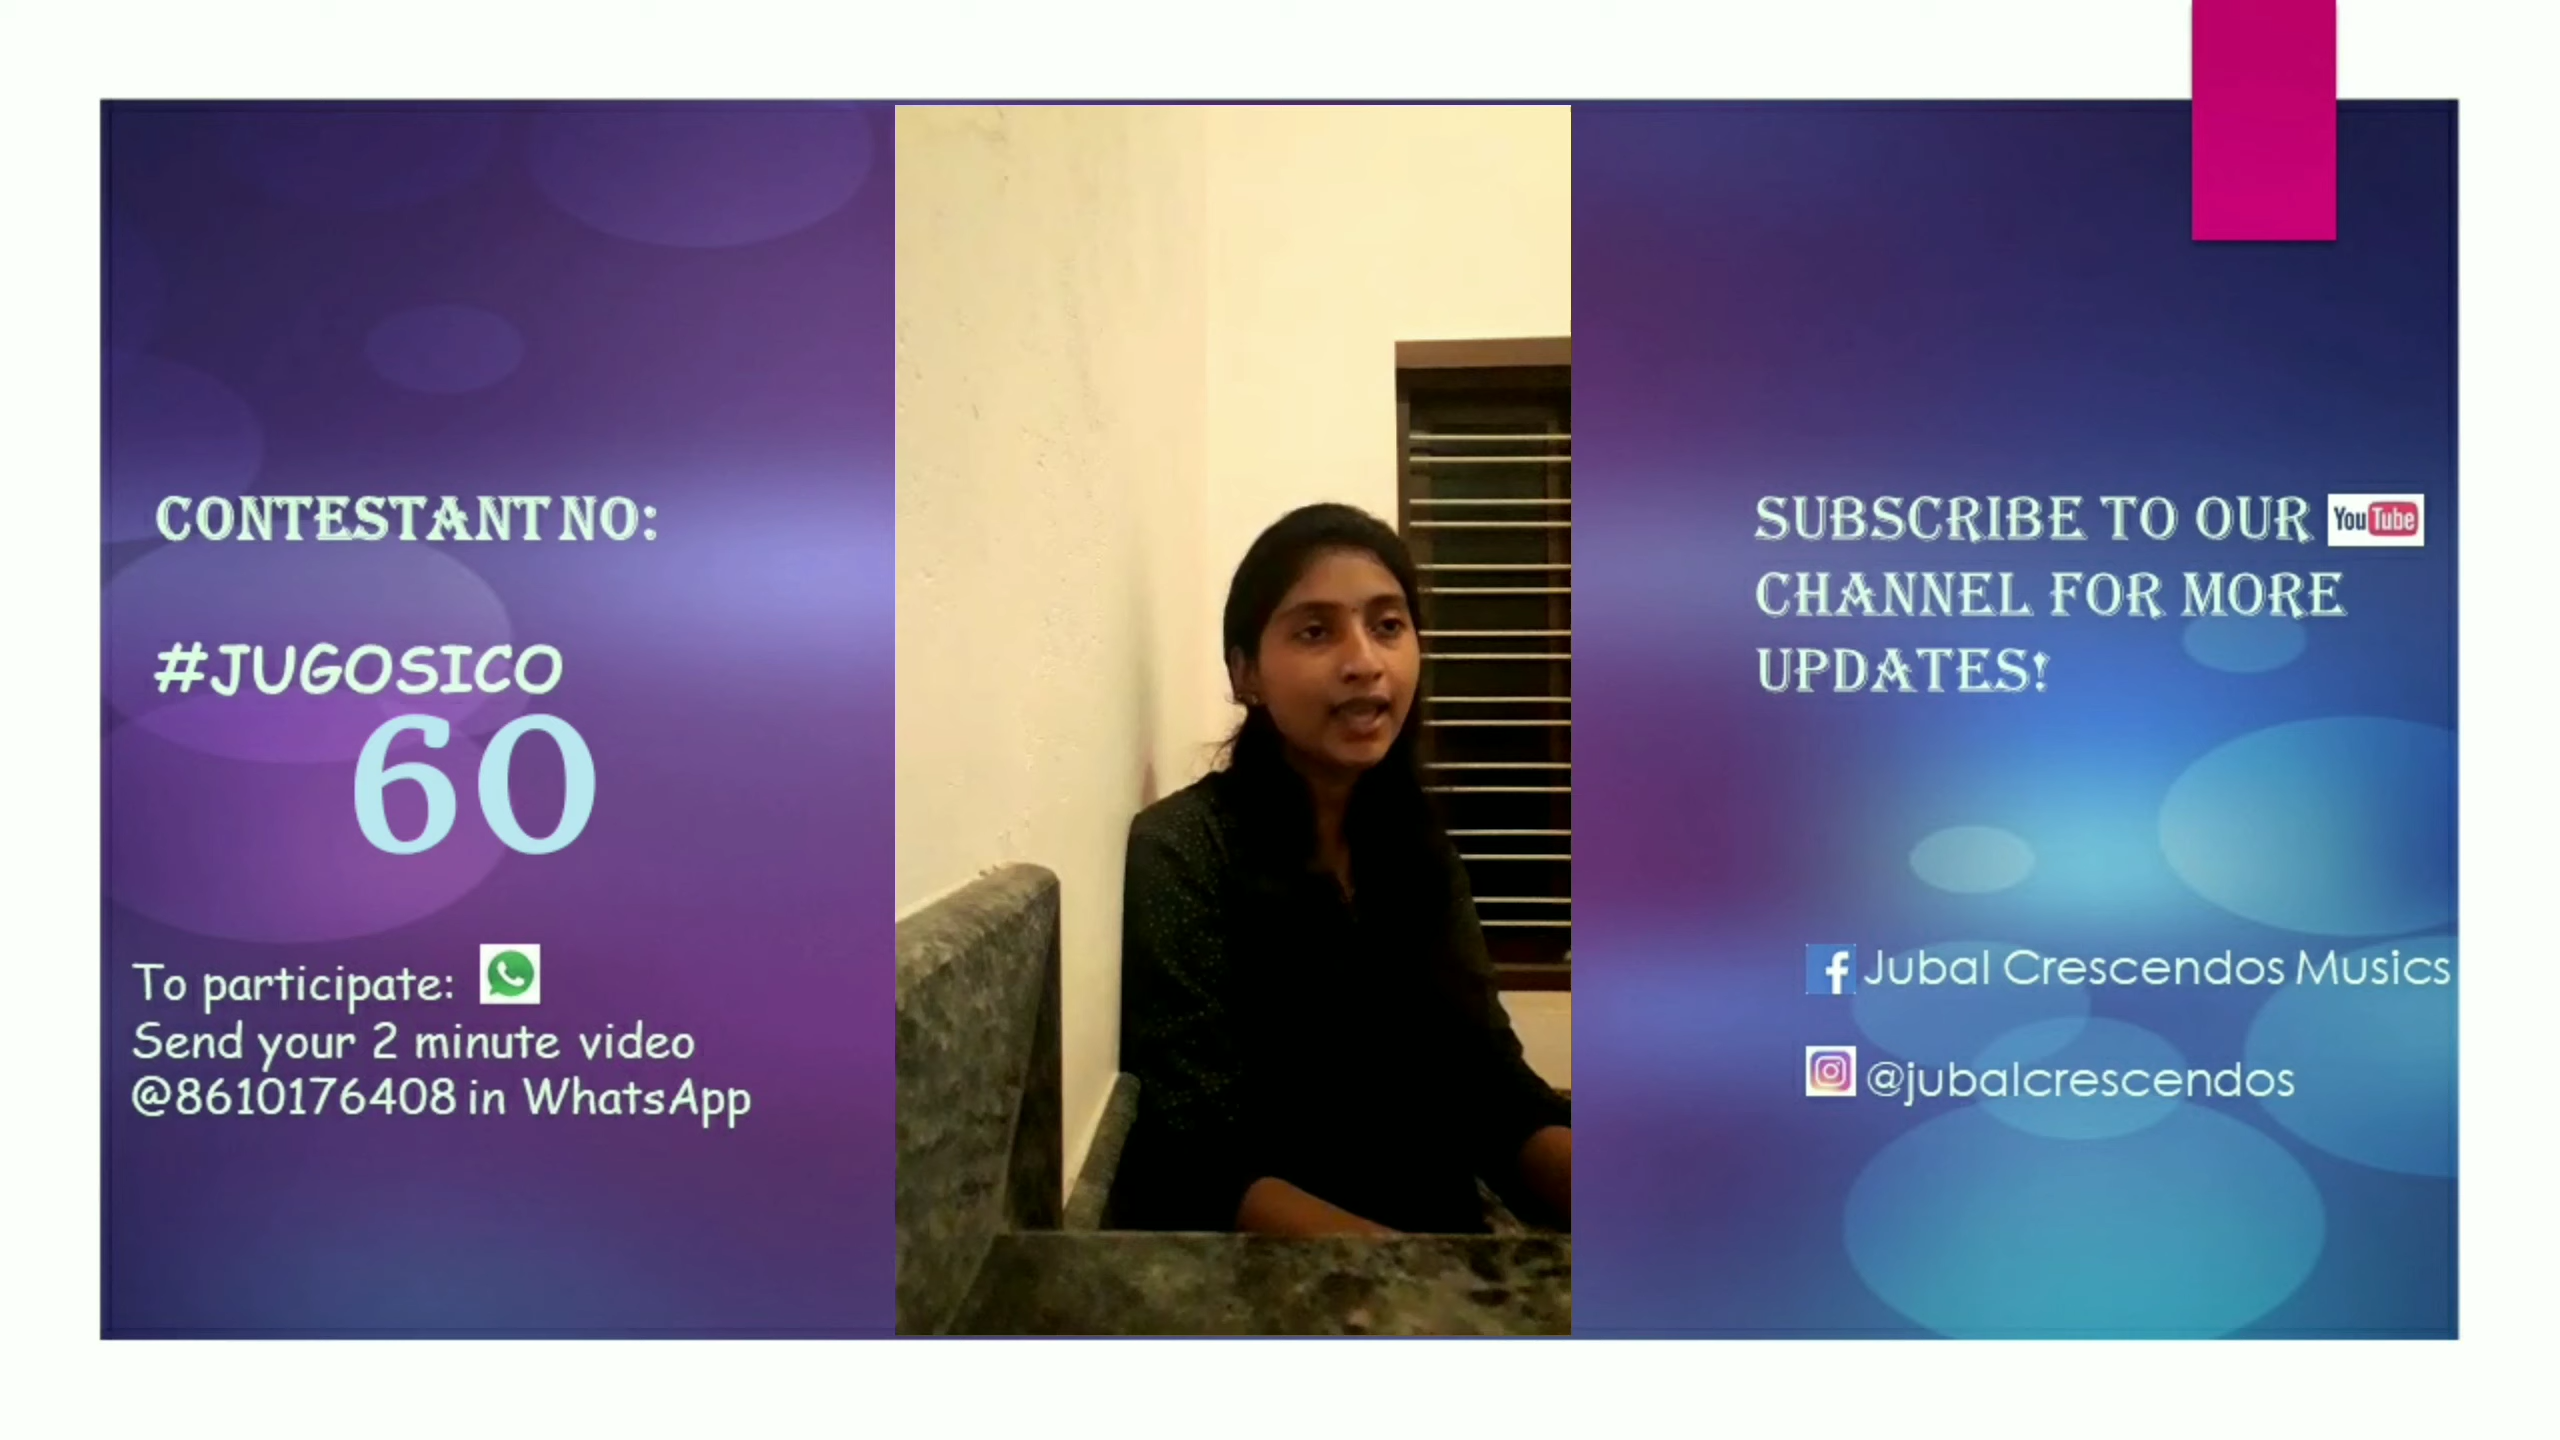 CONTESTANT NO:
#JUGOSICO
60
To participate:
Send your 2 minute video
@8610176408 in WhatsApp
SUBSCRIBE TO OUR YouTube
CHANNEL FOR MORE
UPDATES!
f Jubal Crescendos Musics
@jubalcrescendos